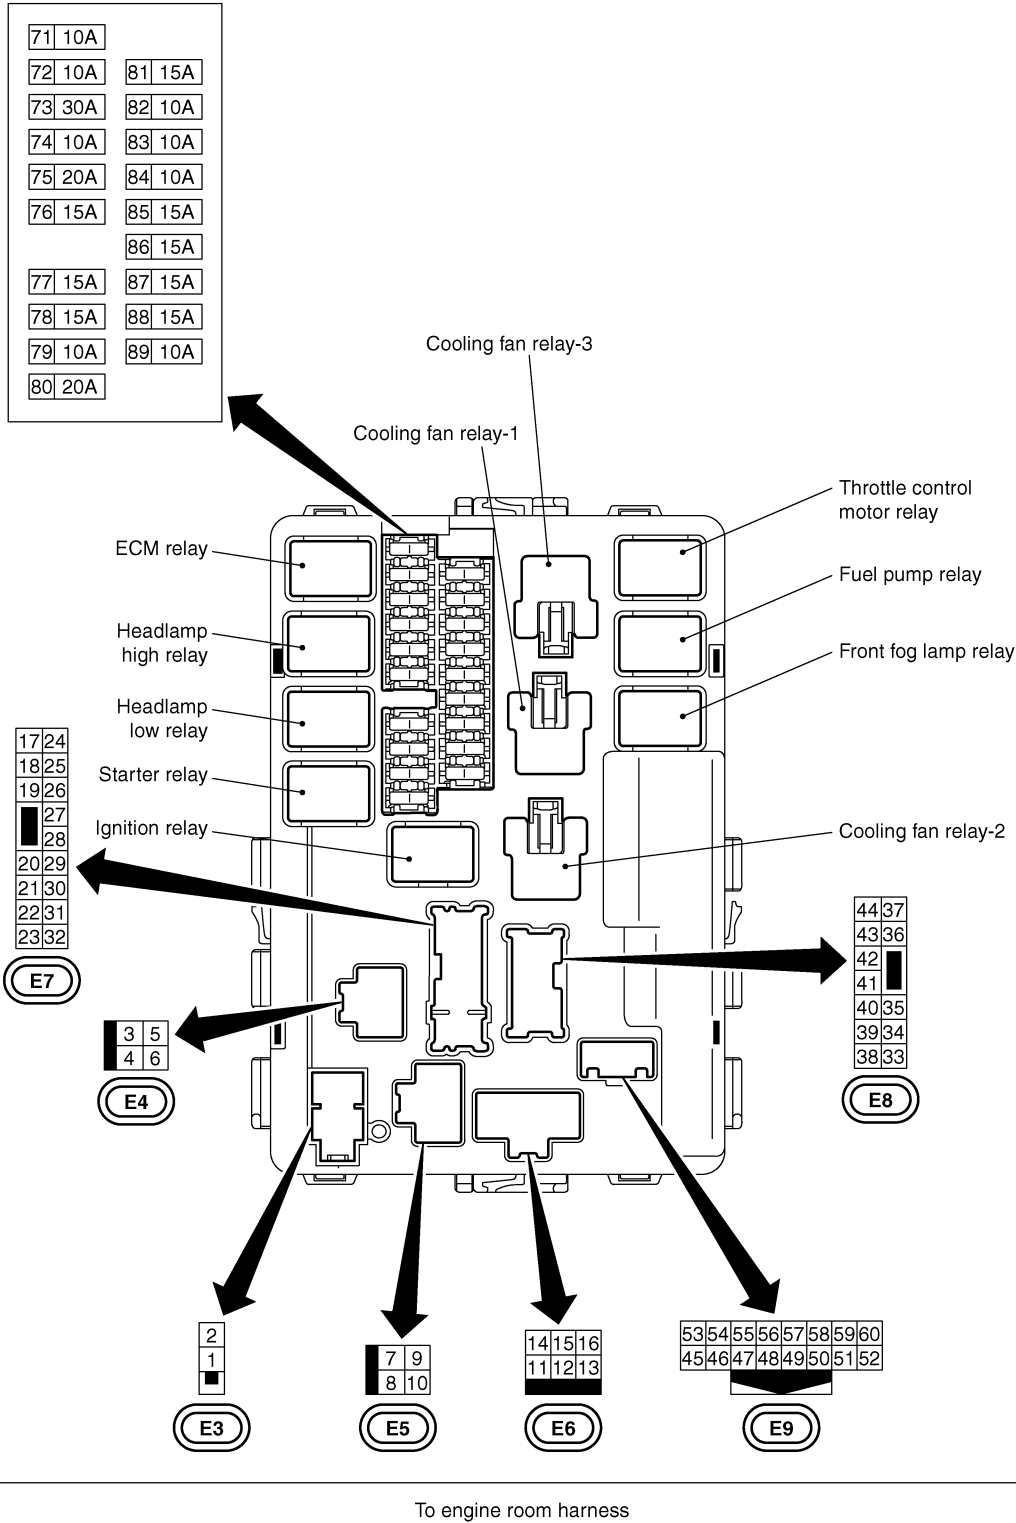 71 10A
72 10A 81 15A
73 30A 82 10A
74 10A 83 10A
75 20A 84 10A
76 15A 85 15A
86 15A
77 15A 87 15A
78 15A 88 15A
79 10A 89 10A
80 20A
Cooling fan relay-3
Cooling fan relay-1
Throttle control
motor relay
ECM relay
Fuel pump relay
Headlamp
high relay
Front fog lamp relay
Headlamp
low relay
Starter relay
Ignition relay
Cooling fan relay-2
17 24
18 25
19 26
27
28
20 29
21 30
22 31
23 32
E7
44 37
43 36
42
41
40 35
39 34
38 33
E8
3 5
4 6
E4
2
1
E3
7 9
8 10
E5
14 15 16
11 12 13
E6
53 54 55 56 57 58 59 60
45 46 47 48 49 50 51 52
E9
To engine room harness